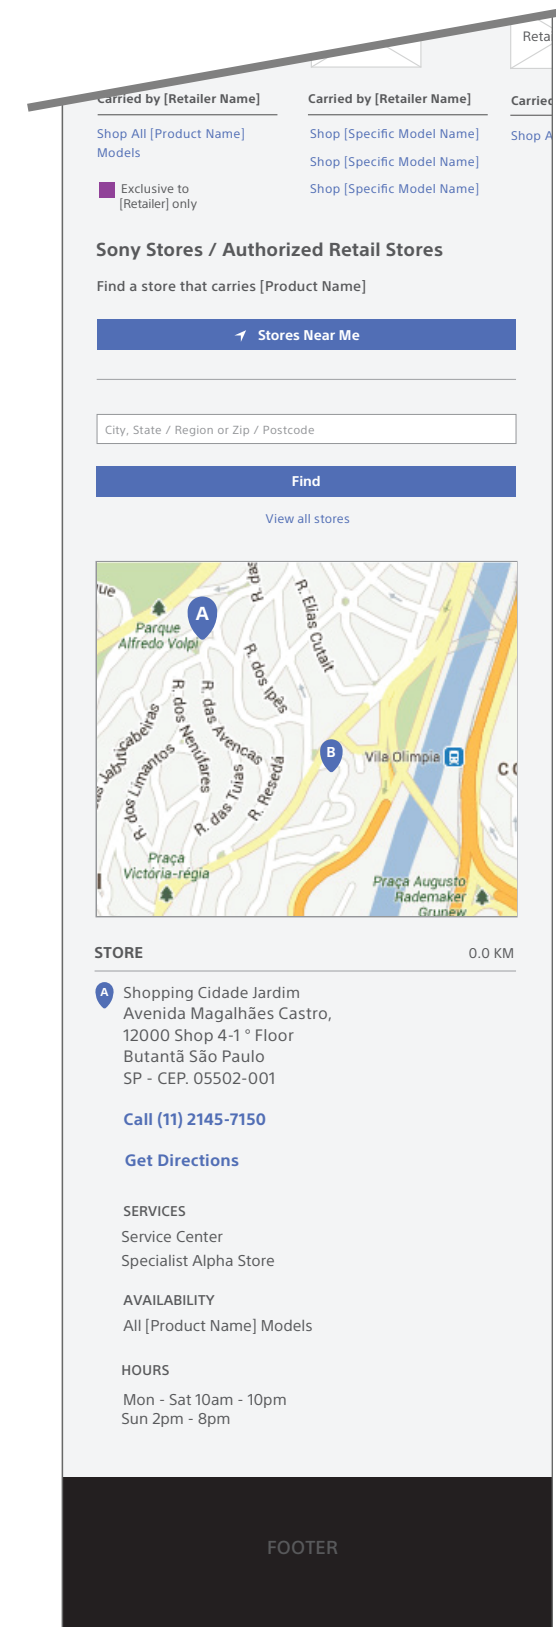 Retai
Carried by [Retailer Name]
Shop All [Product Name]
Models
Exclusive to
[Retailer] only
Carried by [Retailer Name]
Shop [Specific Model Name]
Shop [Specific Model Name]
Shop [Specific Model Name]
Carried
Shop A
Sony Stores / Authorized Retail Stores
Find a store that carries [Product Name]
Stores Near Me
City, State / Region or Zip / Postcode
Find
View all stores
que
R. das
A
Parque
Alfredo Volpi
R. Elias Cutait
R. dos Ipês
R. dos Nenúfares
R. das Avencas
as Jabuticabeiras
R. dos Limantos
R. das Tuias
R. Resedá
B
Vila Olimpia
Praça
Victória-régia
Praça Augusto
Rademaker
Grunew
STORE 0.0 KM
A
Shopping Cidade Jardim
Avenida Magalhães Castro,
12000 Shop 4-1 ° Floor
Butantã São Paulo
SP - CEP. 05502-001
Call (11) 2145-7150
Get Directions
SERVICES
Service Center
Specialist Alpha Store
AVAILABILITY
All [Product Name] Models
HOURS
Mon - Sat 10am - 10pm
Sun 2pm - 8pm
FOOTER